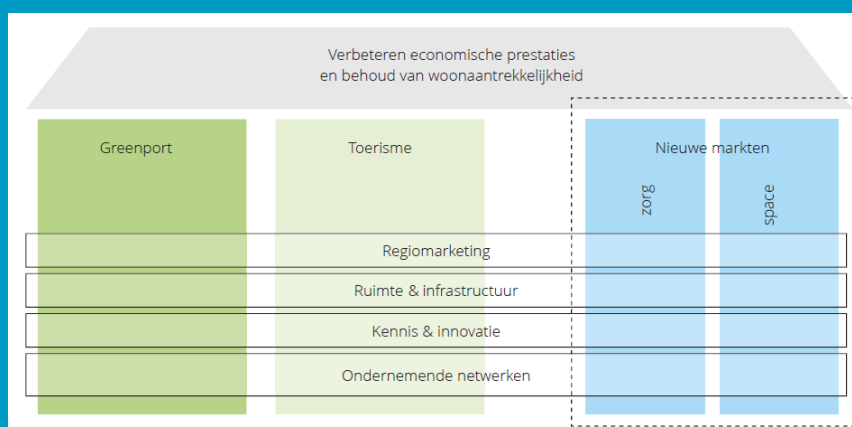 Verbeteren economische prestaties
en behoud van woonaantrekkelijkheid
Greenport
Toerisme
Nieuwe markten
zorg
space
Regiomarketing
Ruimte & infrastructuur
Kennis & innovatie
Ondernemende netwerken